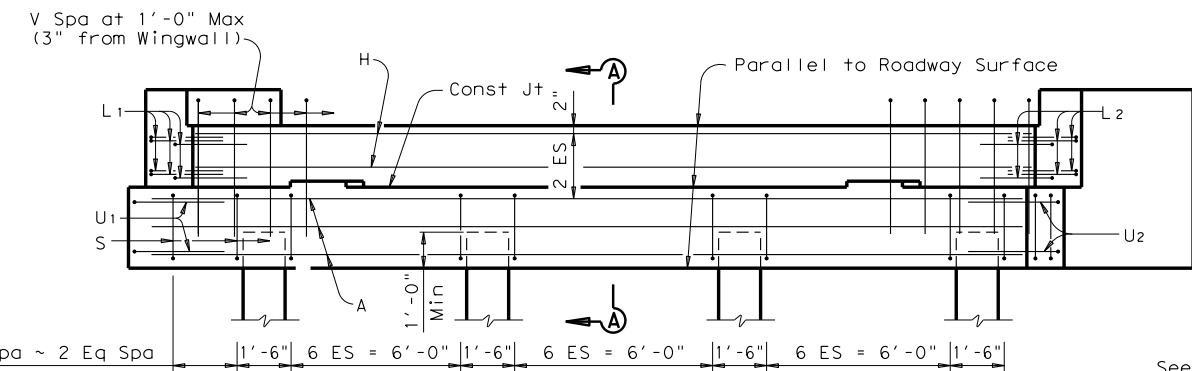 V Spa at 1'-0" Max
(3" from Wingwall)
H
A
Parallel to Roadway Surface
Const Jt
2"
L1
L2
2 ES
U1
U2
S
1'-0"
Min
A
A
pa ~ 2 Eq Spa
1'-6"
6 ES = 6'-0"
1'-6"
6 ES = 6'-0"
1'-6"
6 ES = 6'-0"
1'-6"
See